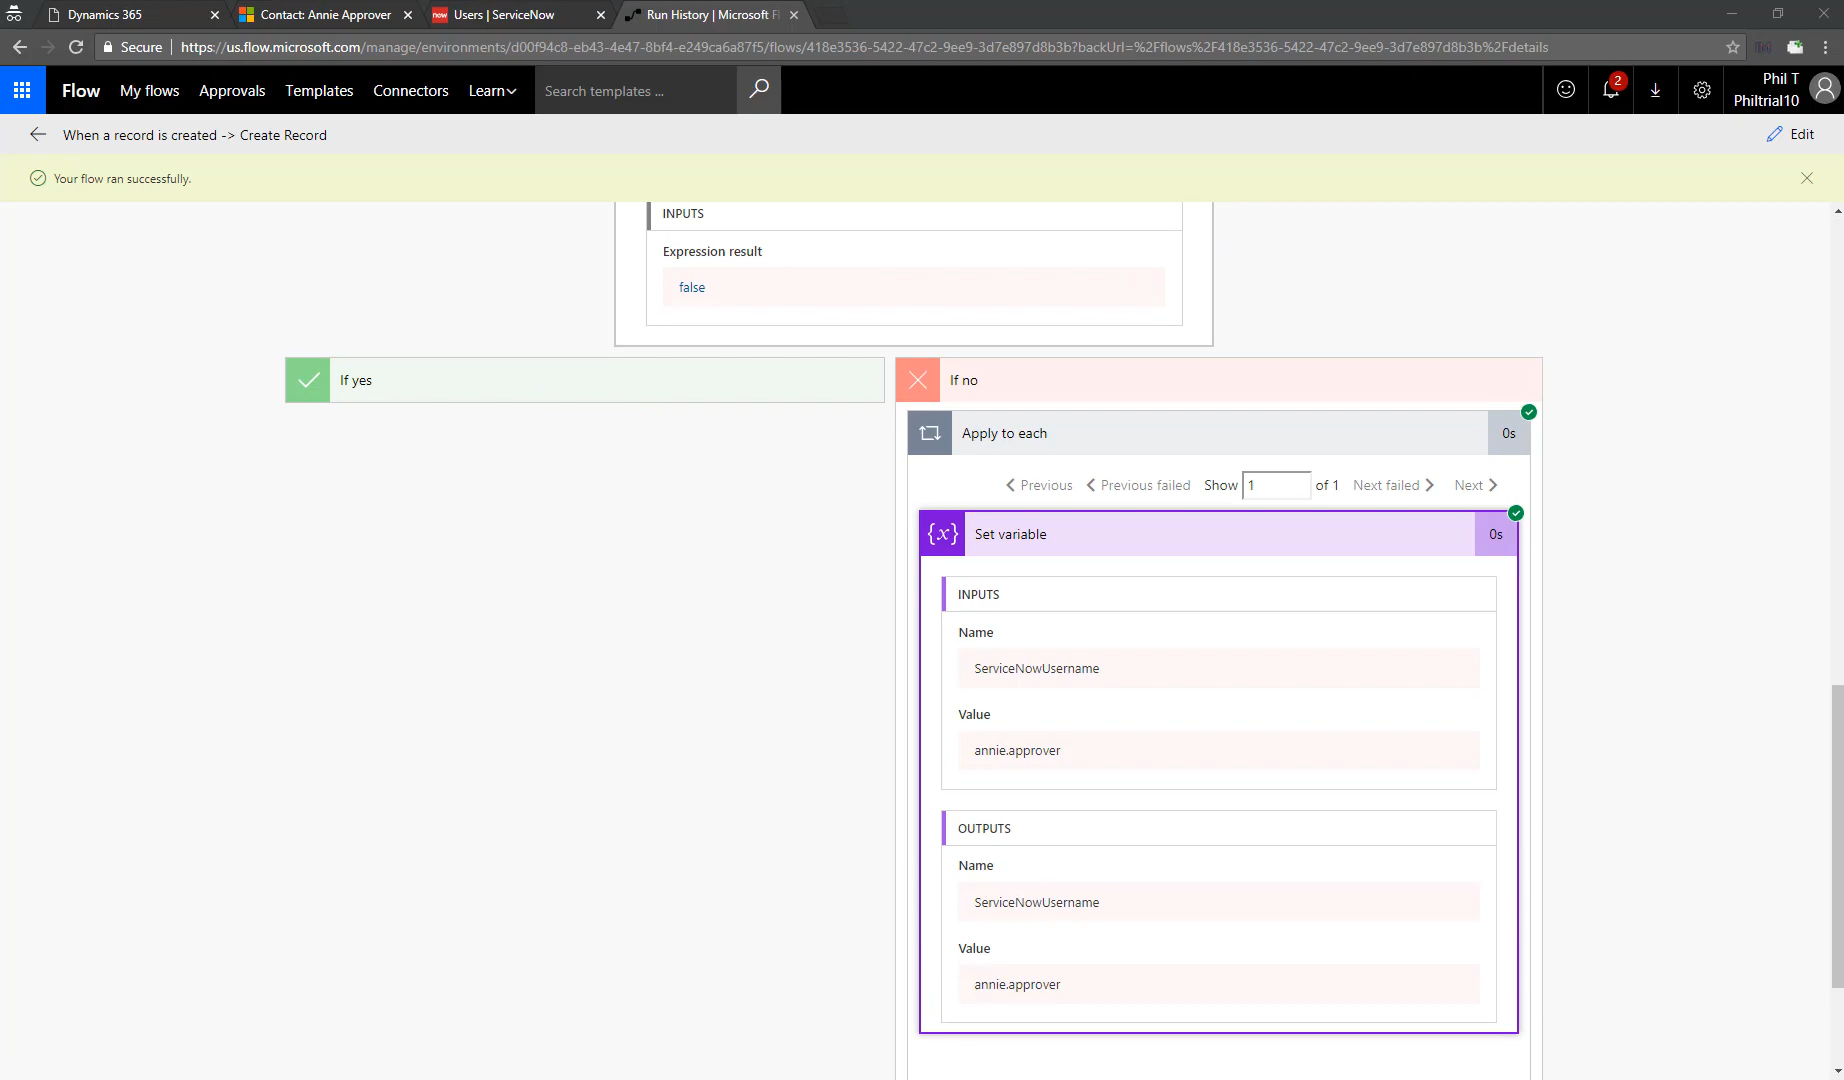 Dynamics 365
Contact: Annie Approver
now Users | ServiceNow
Run History | Microsoft Fl
Secure https://us.flow.microsoft.com/manage/environments/d00f94c8-eb43-4e47-8bf4-e249ca6a87f5/flows/418e3536-5422-47c2-9ee9-3d7e897d8b3b?backUrl=%2Fflows%2F418e3536-5422-47c2-9ee9-3d7e897d8b3b%2Fdetails
Flow My flows Approvals Templates Connectors Learn Search templates ...
2
Phil T
Philtrial10
When a record is created -> Create Record
Edit
Your flow ran successfully.
INPUTS
Expression result
false
If yes
If no
Apply to each 0s
Previous Previous failed Show 1 of 1 Next failed Next
{x} Set variable 0s
INPUTS
Name
ServiceNowUsername
Value
annie.approver
OUTPUTS
Name
ServiceNowUsername
Value
annie.approver